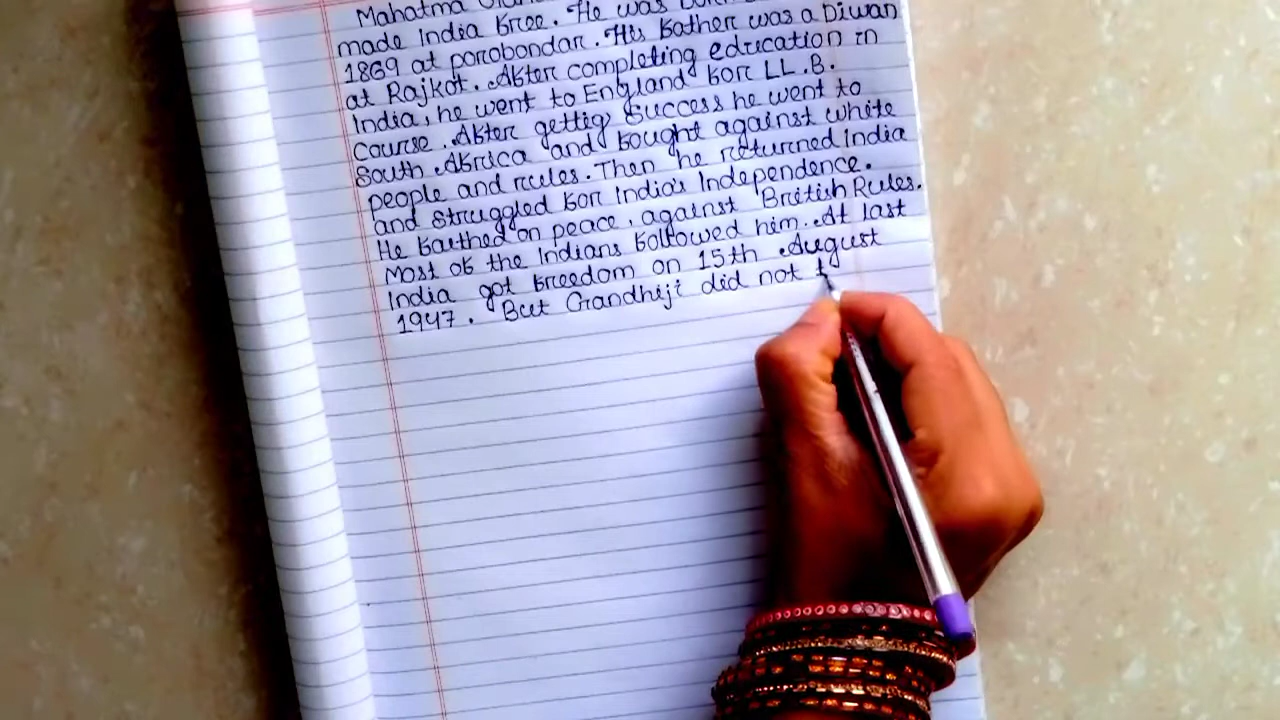 Mahatma
made India free. He was
1869 at porobondar. His father was a Diwan
at Rajkot. After completing education in
India, he went to England for LL.B.
Course. After gettig success he went to
South Africa and fought against white
people and rules. Then he returned India
and struggled for India's Independence.
He faithed on peace, against British Rules.
Most of the Indians followed him. At last
India got freedom on 15th August
1947. But Gandhiji did not t